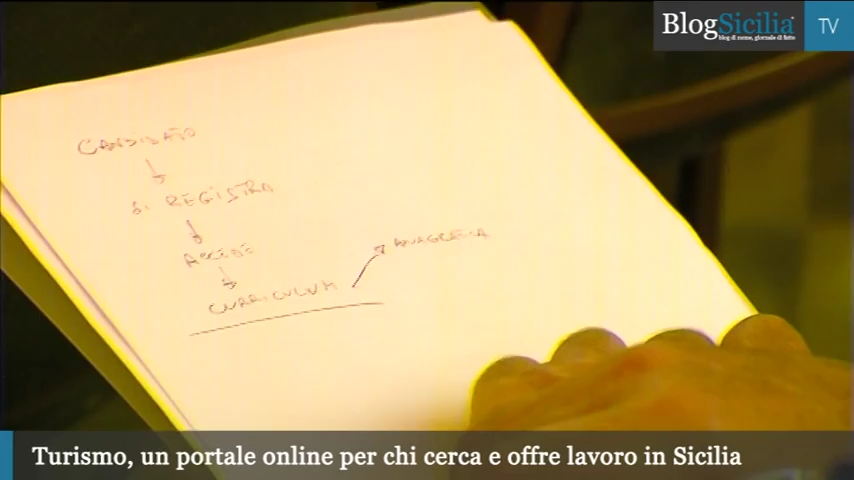 BlogSicilia
blog di nome, giornale di fatto
TV
CANDIDATO
SI REGISTRA
ACCEDE
ANAGRAFICA
CURRICULUM
Turismo, un portale online per chi cerca e offre lavoro in Sicilia